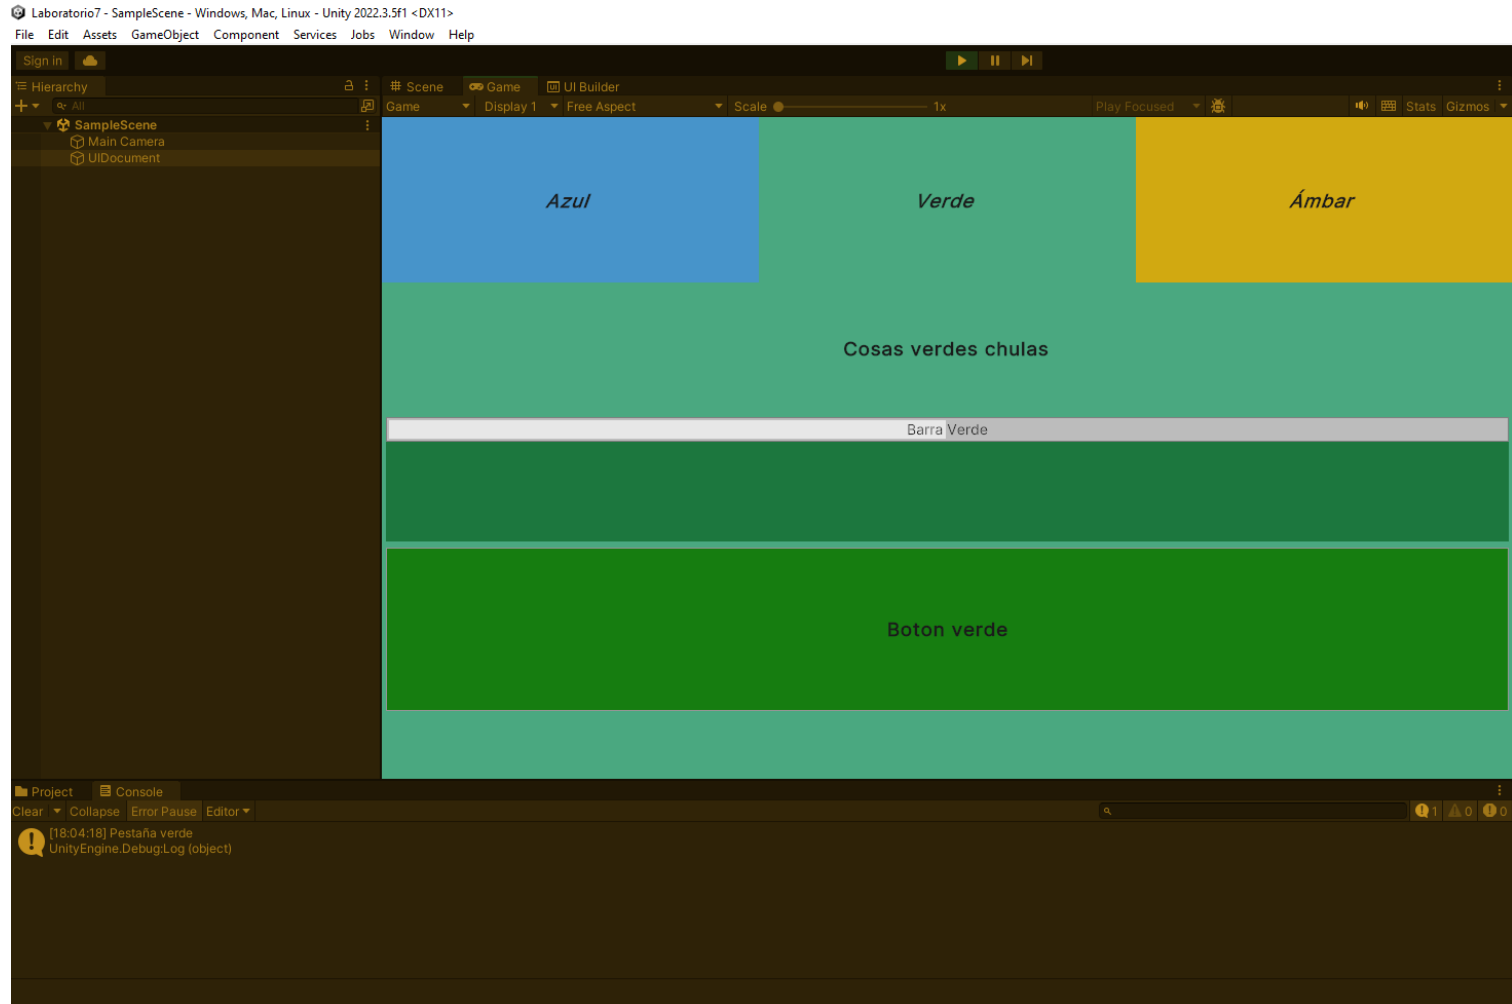 Laboratorio7 - SampleScene - Windows, Mac, Linux - Unity 2022.3.5f1 <DX11>
File Edit Assets GameObject Component Services Jobs Window Help
Sign in
Hierarchy
All
SampleScene
Main Camera
UIDocument
Scene Game UI Builder
Game Display 1 Free Aspect Scale 1x Play Focused Stats Gizmos
Azul Verde Ámbar
Cosas verdes chulas
Barra Verde
Boton verde
Project Console
Clear Collapse Error Pause Editor 1 0 0
[18:04:18] Pestaña verde
UnityEngine.Debug:Log (object)